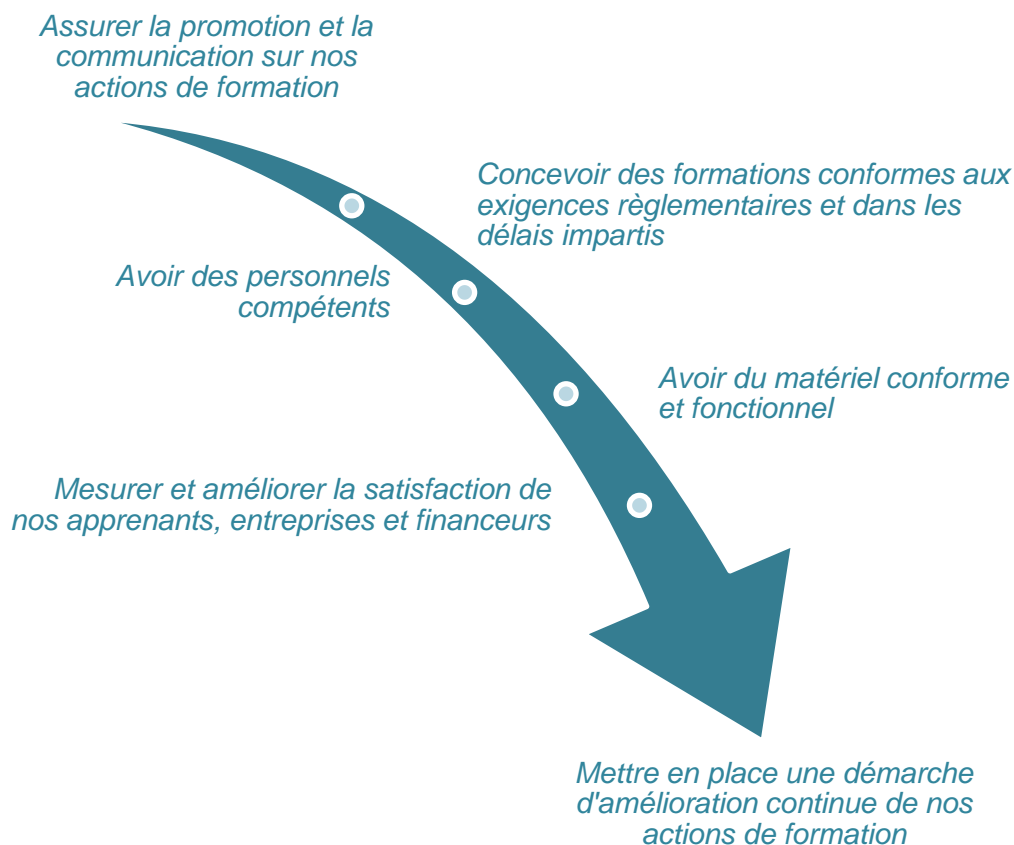 Assurer la promotion et la
communication sur nos
actions de formation
Concevoir des formations conformes aux
exigences règlementaires et dans les
délais impartis
Avoir des personnels
compétents
Avoir du matériel conforme
et fonctionnel
Mesurer et améliorer la satisfaction de
nos apprenants, entreprises et financeurs
Mettre en place une démarche
d'amélioration continue de nos
actions de formation